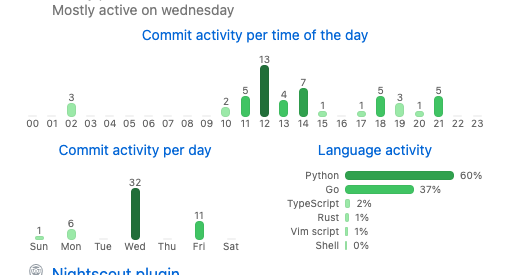 Mostly active on wednesday
Commit activity per time of the day
13
7
5 5 5
4
3 3
2
1 1 1
00 01 02 03 04 05 06 07 08 09 10 11 12 13 14 15 16 17 18 19 20 21 22 23
Commit activity per day
32
11
6
1
Sun Mon Tue Wed Thu Fri Sat
Language activity
Python 60%
Go 37%
TypeScript 2%
Rust 1%
Vim script 1%
Shell 0%
Nightscout plugin